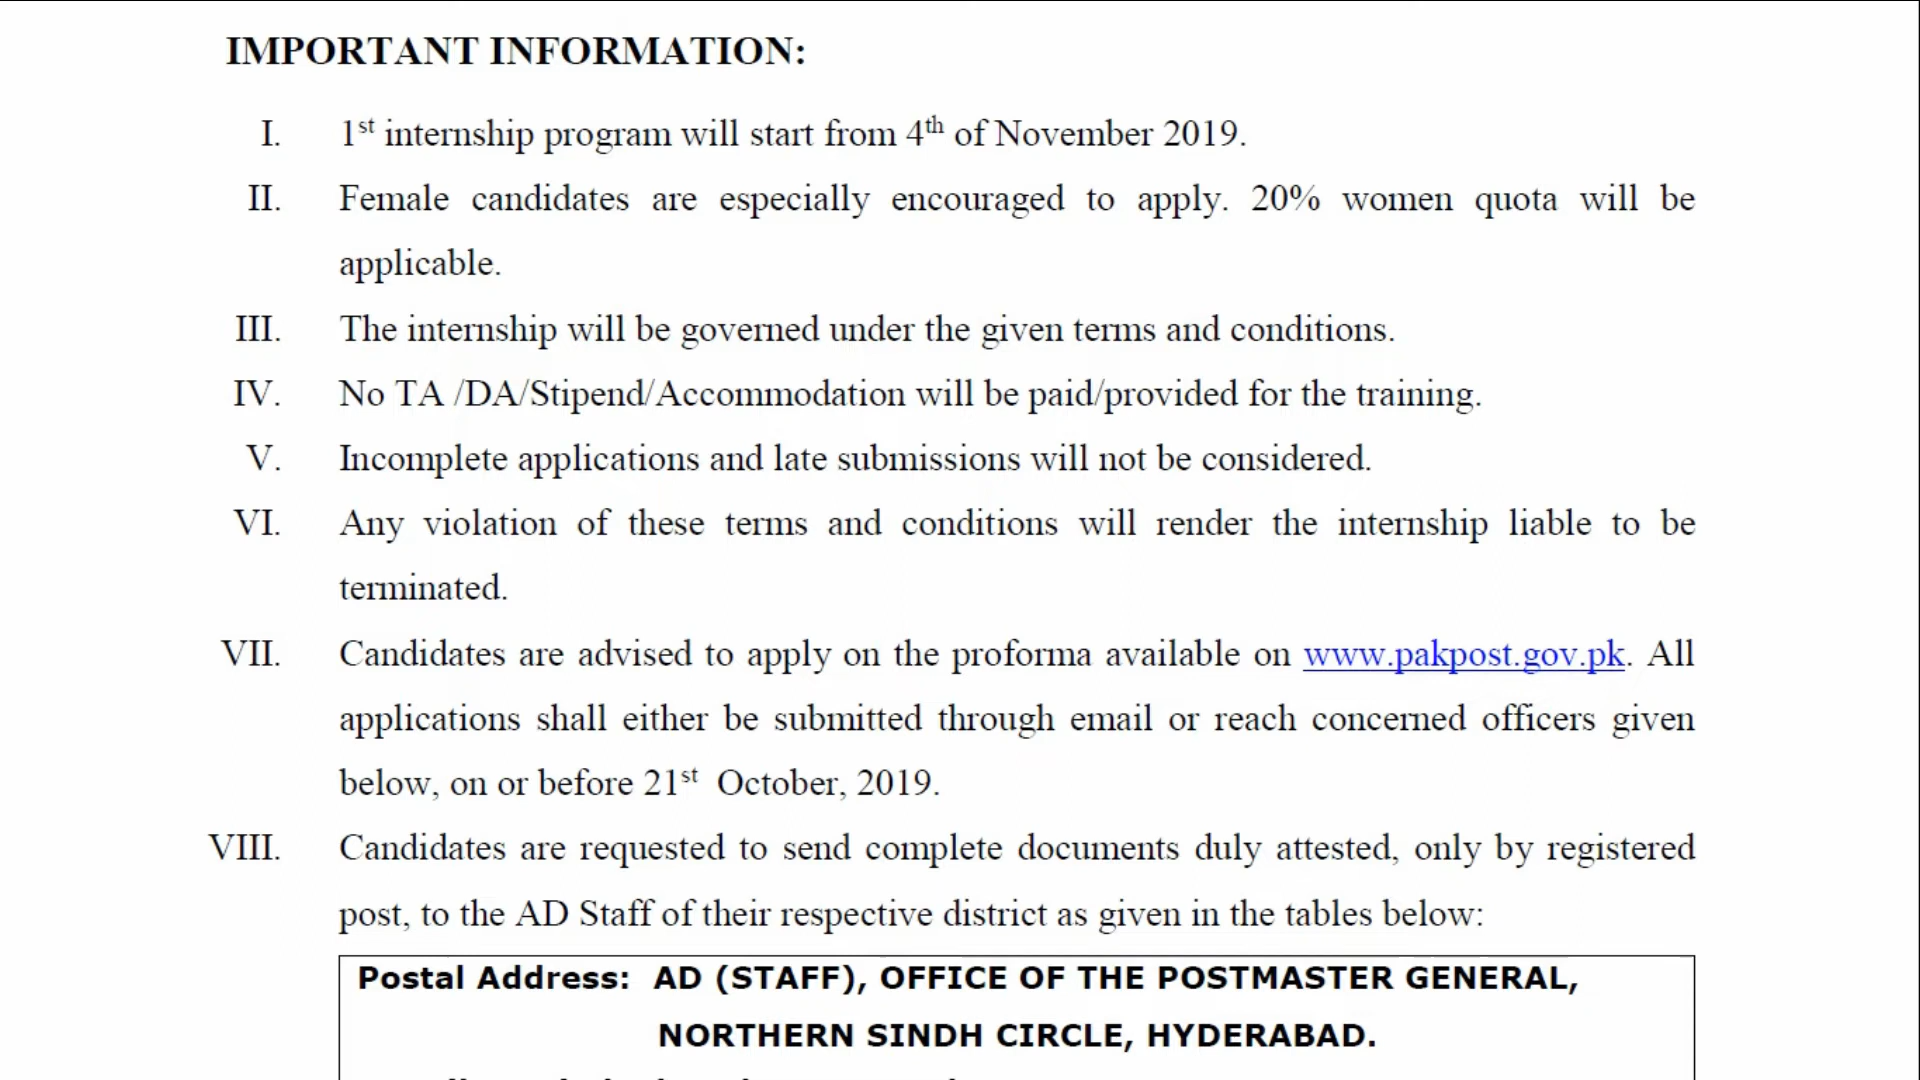 IMPORTANT INFORMATION:
I. 1st internship program will start from 4th of November 2019.
II. Female candidates are especially encouraged to apply. 20% women quota will be
applicable.
III. The internship will be governed under the given terms and conditions.
IV. No TA /DA/Stipend/Accommodation will be paid/provided for the training.
V. Incomplete applications and late submissions will not be considered.
VI. Any violation of these terms and conditions will render the internship liable to be
terminated.
VII. Candidates are advised to apply on the proforma available on www.pakpost.gov.pk. All
applications shall either be submitted through email or reach concerned officers given
below, on or before 21st October, 2019.
VIII. Candidates are requested to send complete documents duly attested, only by registered
post, to the AD Staff of their respective district as given in the tables below:
Postal Address: AD (STAFF), OFFICE OF THE POSTMASTER GENERAL,
NORTHERN SINDH CIRCLE, HYDERABAD.